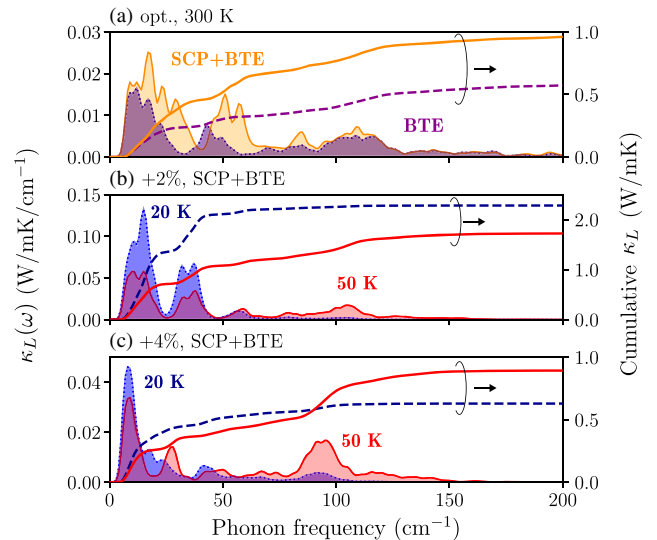 (a) opt., 300 K
0.03
0.02
0.01
0.00
SCP+BTE
BTE
1.0
0.5
0.0
(b) +2%, SCP+BTE
0.15
0.10
0.05
0.00
20 K
50 K
2.0
1.0
0.0
(c) +4%, SCP+BTE
0.04
0.02
0.00
20 K
50 K
1.0
0.5
0.0
0 50 100 150 200
Phonon frequency (cm⁻¹)
κ_L(ω) (W/mK/cm⁻¹)
Cumulative κ_L (W/mK)